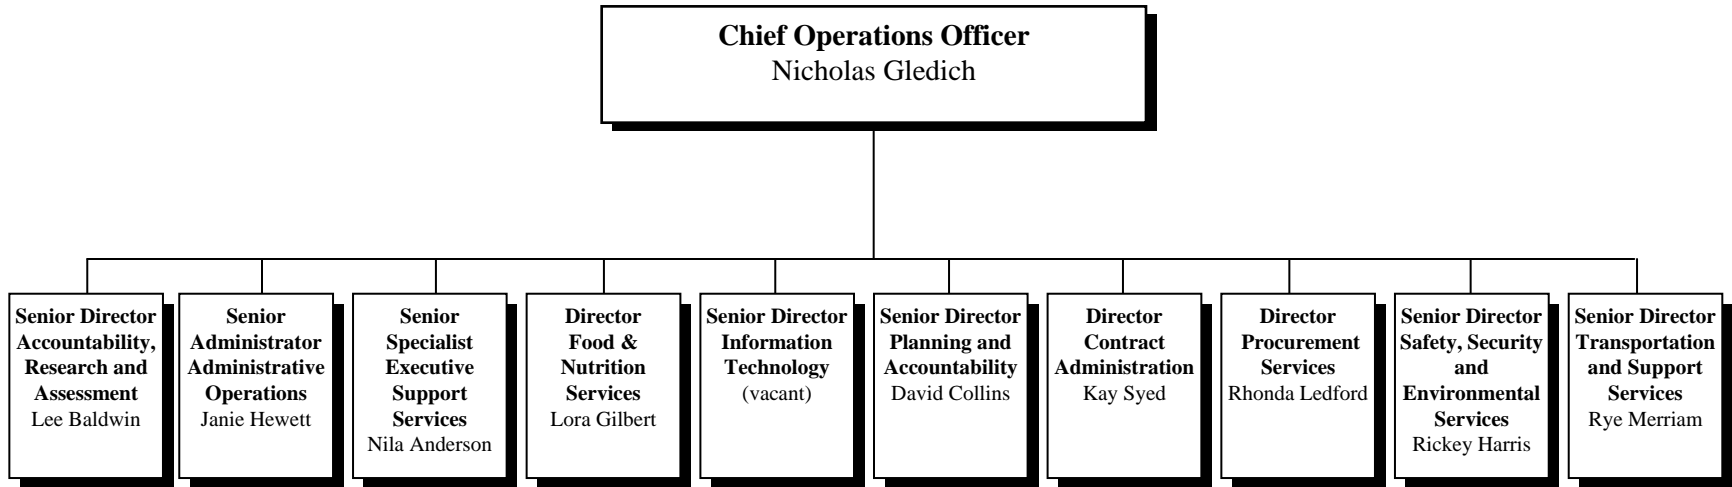 Chief Operations Officer
Nicholas Gledich
Senior Director
Accountability,
Research and
Assessment
Lee Baldwin
Senior
Administrator
Administrative
Operations
Janie Hewett
Senior
Specialist
Executive
Support
Services
Nila Anderson
Director
Food &
Nutrition
Services
Lora Gilbert
Senior Director
Information
Technology
(vacant)
Senior Director
Planning and
Accountability
David Collins
Director
Contract
Administration
Kay Syed
Director
Procurement
Services
Rhonda Ledford
Senior Director
Safety, Security
and
Environmental
Services
Rickey Harris
Senior Director
Transportation
and Support
Services
Rye Merriam